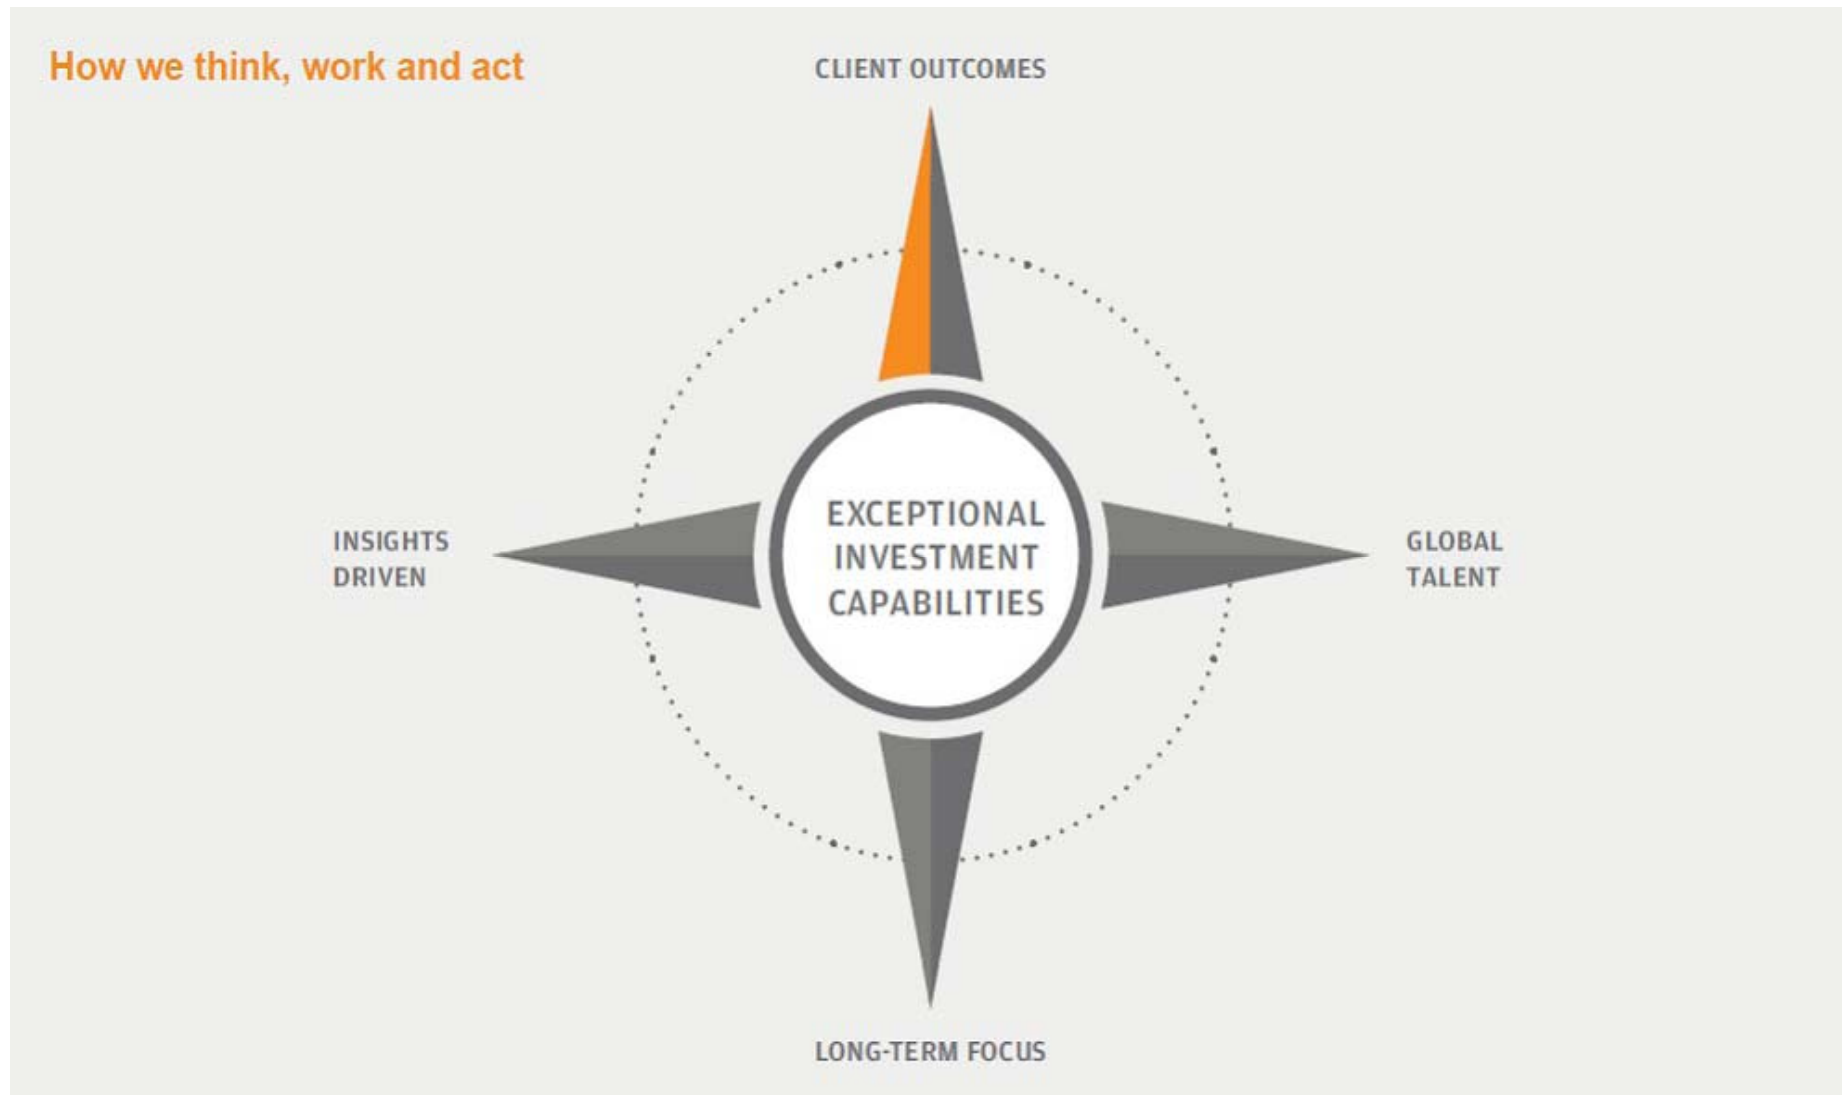 How we think, work and act
CLIENT OUTCOMES
INSIGHTS
DRIVEN
EXCEPTIONAL
INVESTMENT
CAPABILITIES
GLOBAL
TALENT
LONG-TERM FOCUS